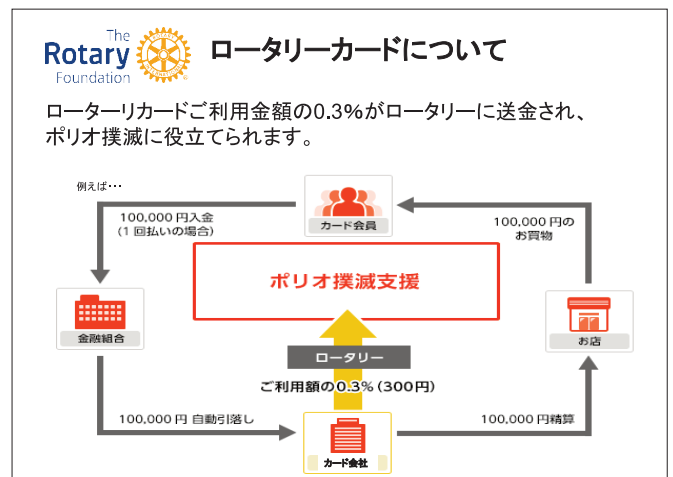 The
Rotary
Foundation
ロータリーカードについて
ローターリカードご利用金額の0.3%がロータリーに送金され、
ポリオ撲滅に役立てられます。
例えば・・・
カード会員
100,000 円入金
(1 回払いの場合)
100,000 円の
お買物
ポリオ撲滅支援
金融組合
お店
ロータリー
ご利用額の0.3% (300円)
100,000 円 自動引落し
100,000 円精算
カード会社